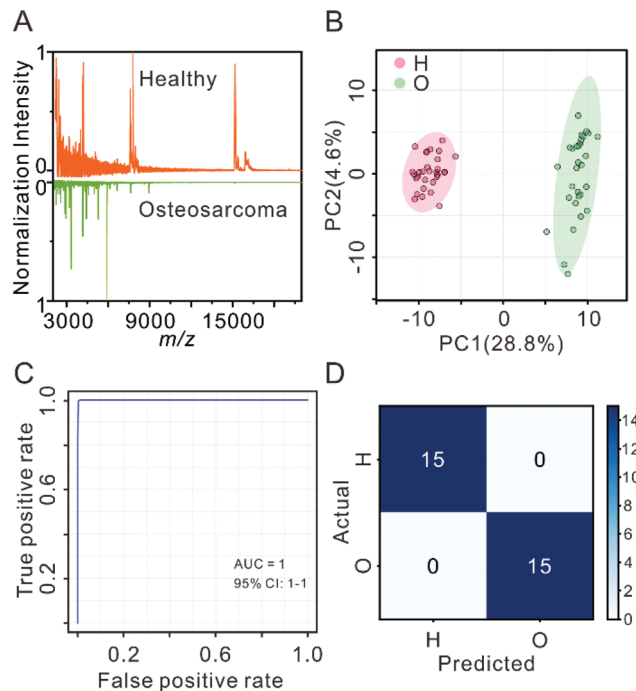 A
Normalization Intensity
1
0
0
1
Healthy
Osteosarcoma
3000 9000 15000
m/z
B
H
O
PC2(4.6%)
10
0
-10
-10 0 10
PC1(28.8%)
C
True positive rate
1.0
0.6
0.2
AUC = 1
95% CI: 1-1
0.2 0.6 1.0
False positive rate
D
Actual
H
O
15 0
0 15
H O
Predicted
14
12
10
8
6
4
2
0